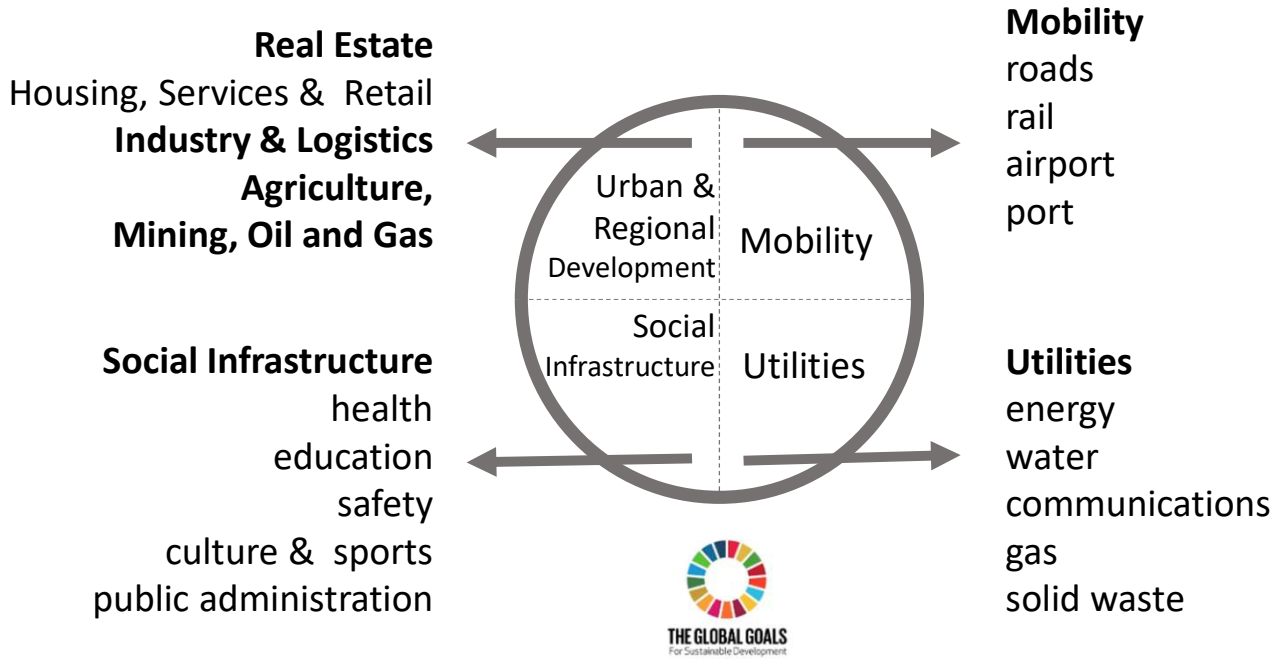 Real Estate
Housing, Services & Retail
Industry & Logistics
Agriculture,
Mining, Oil and Gas
Mobility
roads
rail
airport
port
Urban &
Regional
Development
Mobility
Social
Infrastructure
Utilities
Social Infrastructure
health
education
safety
culture & sports
public administration
Utilities
energy
water
communications
gas
solid waste
THE GLOBAL GOALS
For Sustainable Development